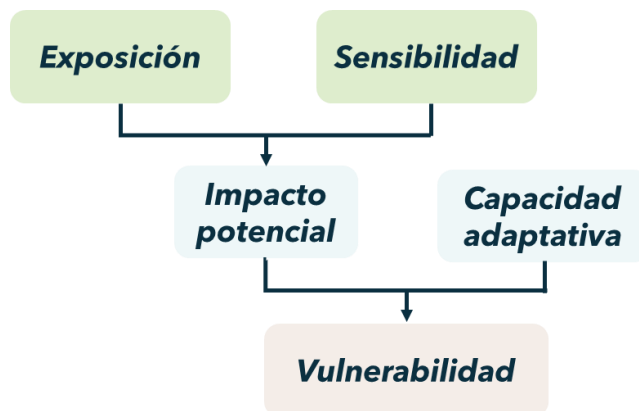 Exposición
Sensibilidad
Impacto
potencial
Capacidad
adaptativa
Vulnerabilidad